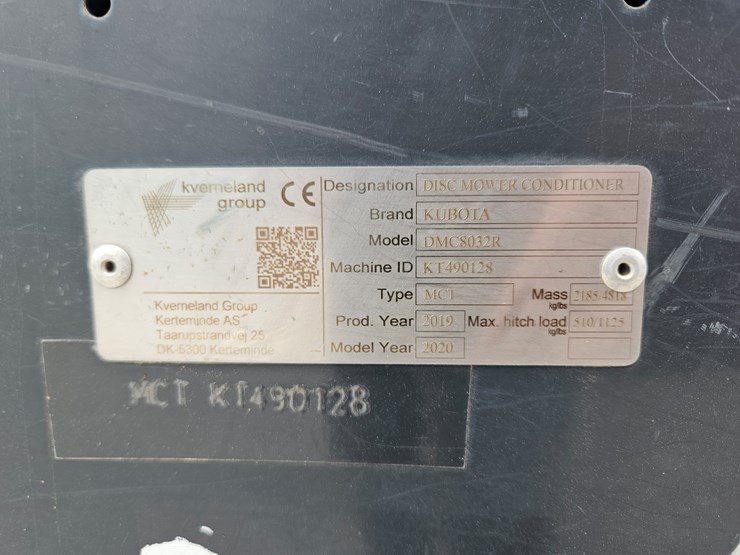 kverneland
group
CE
Kverneland Group
Kerteminde AS
Taarupstrandvej 25
DK-5300 Kerteminde
Designation DISC MOWER CONDITIONER
Brand KUBOTA
Model DMC8032R
Machine ID KT490128
Type MCT Mass kg/lbs 2185/4818
Prod. Year 2019 Max. hitch load kg/lbs 510/1125
Model Year 2020
MCT KT490128